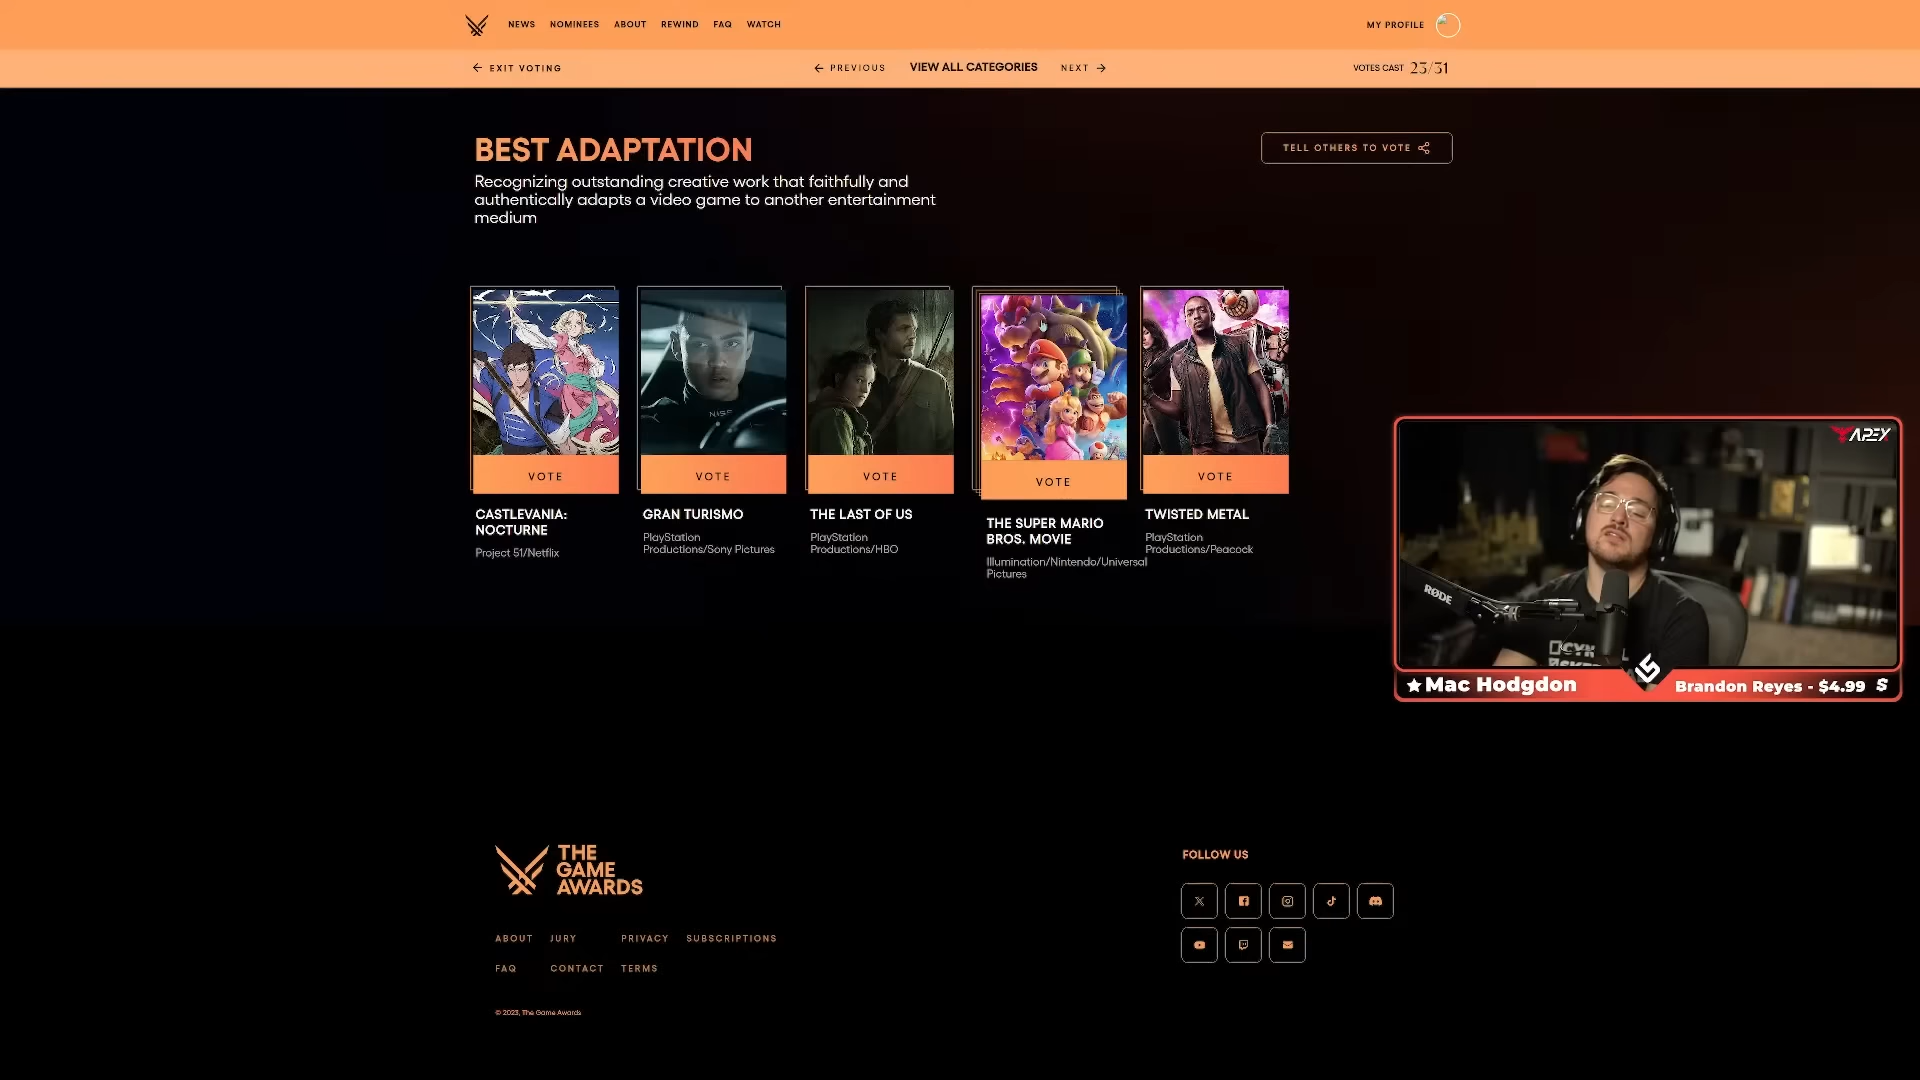 NEWS NOMINEES ABOUT REWIND FAQ WATCH
MY PROFILE
EXIT VOTING
PREVIOUS VIEW ALL CATEGORIES NEXT
VOTES CAST 23/31
BEST ADAPTATION
TELL OTHERS TO VOTE
Recognizing outstanding creative work that faithfully and
authentically adapts a video game to another entertainment
medium
VOTE
CASTLEVANIA:
NOCTURNE
Project 51/Netflix
VOTE
GRAN TURISMO
PlayStation
Productions/Sony Pictures
VOTE
THE LAST OF US
PlayStation
Productions/HBO
VOTE
THE SUPER MARIO
BROS. MOVIE
Illumination/Nintendo/Universal
Pictures
VOTE
TWISTED METAL
PlayStation
Productions/Peacock
APEX
RØDE
Mac Hodgdon
Brandon Reyes - $4.99
THE
GAME
AWARDS
FOLLOW US
ABOUT JURY PRIVACY SUBSCRIPTIONS
FAQ CONTACT TERMS
© 2023, The Game Awards